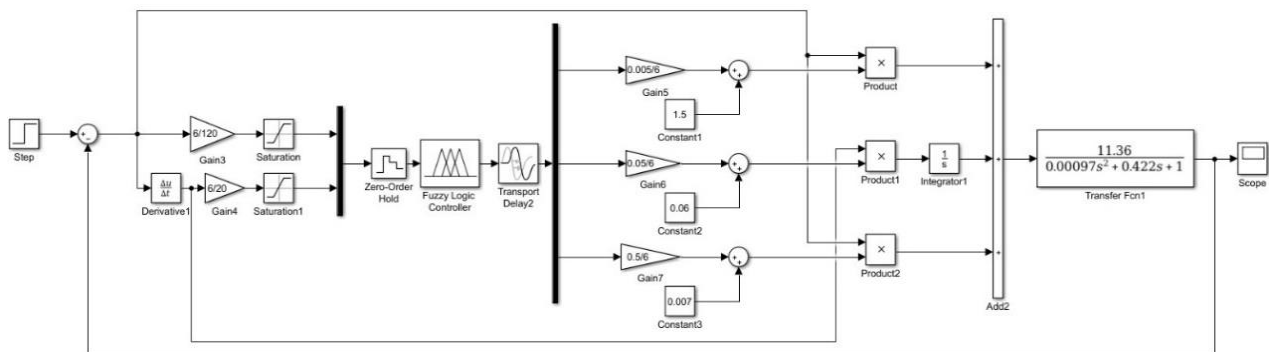 Step
+
−
6/120
Gain3
Saturation
Δu
Δt
Derivative1
6/20
Gain4
Saturation1
Zero-Order
Hold
Fuzzy Logic
Controller
Transport
Delay2
0.005/6
Gain5
+
+
1.5
Constant1
0.05/6
Gain6
+
+
0.06
Constant2
0.5/6
Gain7
+
+
0.007
Constant3
×
Product
×
Product1
1
s
Integrator1
×
Product2
+
+
+
Add2
11.36
0.00097s² + 0.422s + 1
Transfer Fcn1
Scope